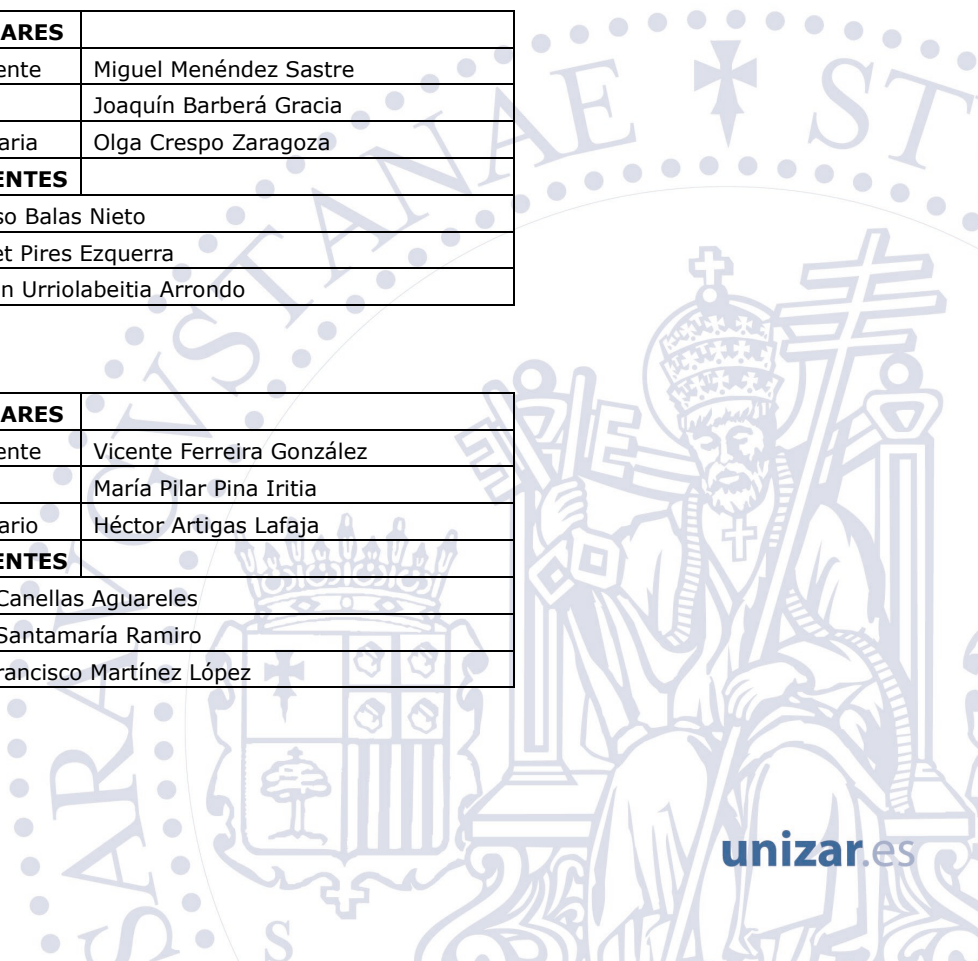 ARES
ente Miguel Menéndez Sastre
Joaquín Barberá Gracia
aria Olga Crespo Zaragoza
ENTES
so Balas Nieto
et Pires Ezquerra
n Urriolabeitia Arrondo
ARES
ente Vicente Ferreira González
María Pilar Pina Iritia
ario Héctor Artigas Lafaja
ENTES
Canellas Aguareles
Santamaría Ramiro
rancisco Martínez López
SARAVGVSTANAE ST
S
unizar.es